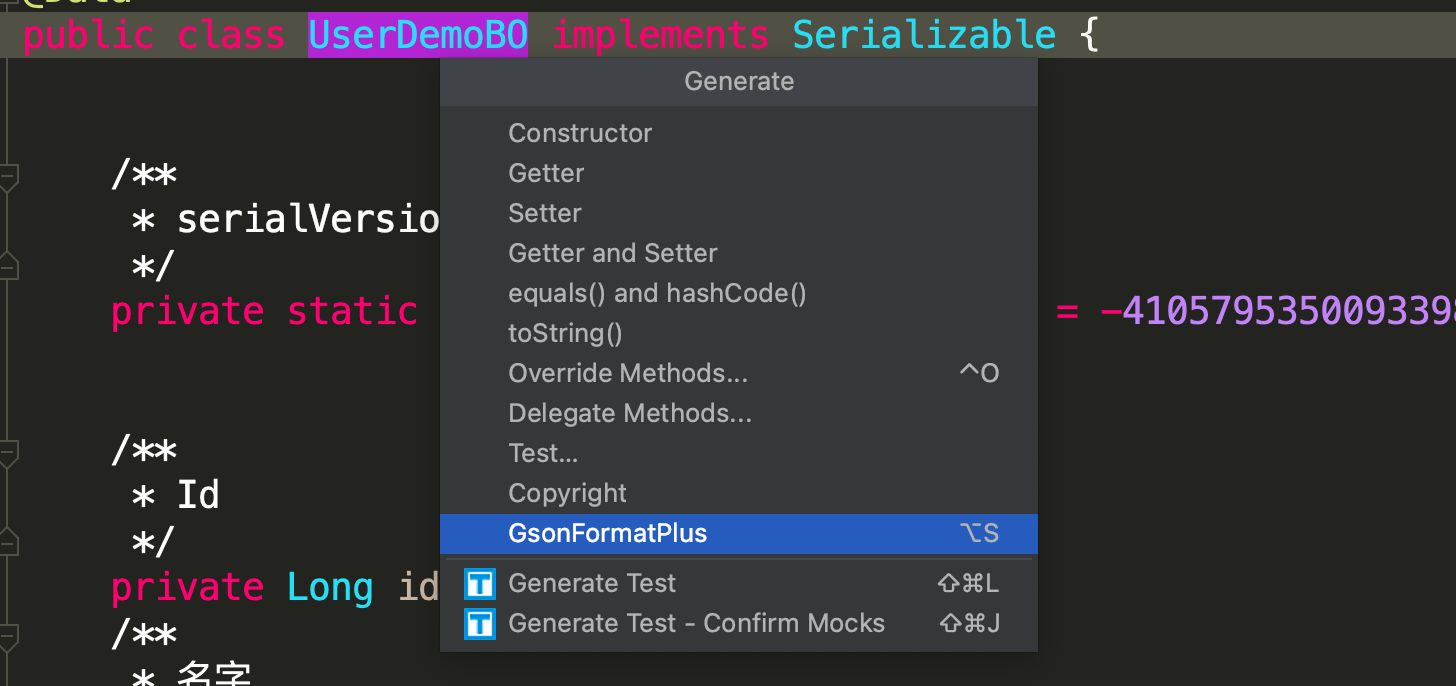 @Data
public class UserDemoBO implements Serializable {
Generate
Constructor
Getter
Setter
Getter and Setter
equals() and hashCode()
toString()
Override Methods... ^O
Delegate Methods...
Test...
Copyright
GsonFormatPlus ⌥S
Generate Test ⇧⌘L
Generate Test - Confirm Mocks ⇧⌘J
/**
* serialVersio
*/
private static = -410579535009339
/**
* Id
*/
private Long id
/**
* 名字